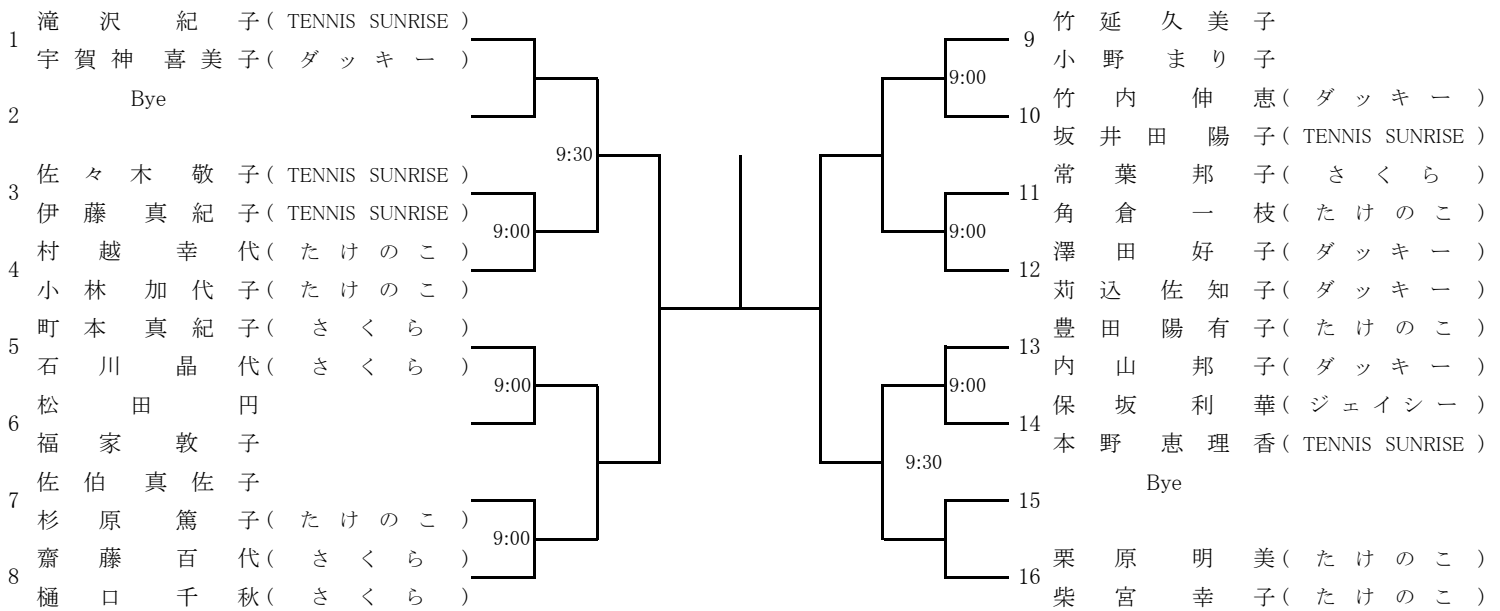 1
滝沢 紀子(TENNIS SUNRISE)
宇賀神 喜美子(ダッキー)
2
Bye
9:30
3
佐々木 敬子(TENNIS SUNRISE)
伊藤 真紀子(TENNIS SUNRISE)
9:00
4
村越 幸代(たけのこ)
小林 加代子(たけのこ)
5
町本 真紀子(さくら)
石川 晶代(さくら)
9:00
6
松田 円
福家 敦子
7
佐伯 真佐子
杉原 篤子(たけのこ)
9:00
8
齋藤 百代(さくら)
樋口 千秋(さくら)
9
竹延 久美子
小野 まり子
9:00
10
竹内 伸恵(ダッキー)
坂井田 陽子(TENNIS SUNRISE)
11
常葉 邦子(さくら)
角倉 一枝(たけのこ)
9:00
12
澤田 好子(ダッキー)
苅込 佐知子(ダッキー)
13
豊田 陽有子(たけのこ)
内山 邦子(ダッキー)
9:00
14
保坂 利華(ジェイシー)
本野 恵理香(TENNIS SUNRISE)
9:30
15
Bye
16
栗原 明美(たけのこ)
柴宮 幸子(たけのこ)